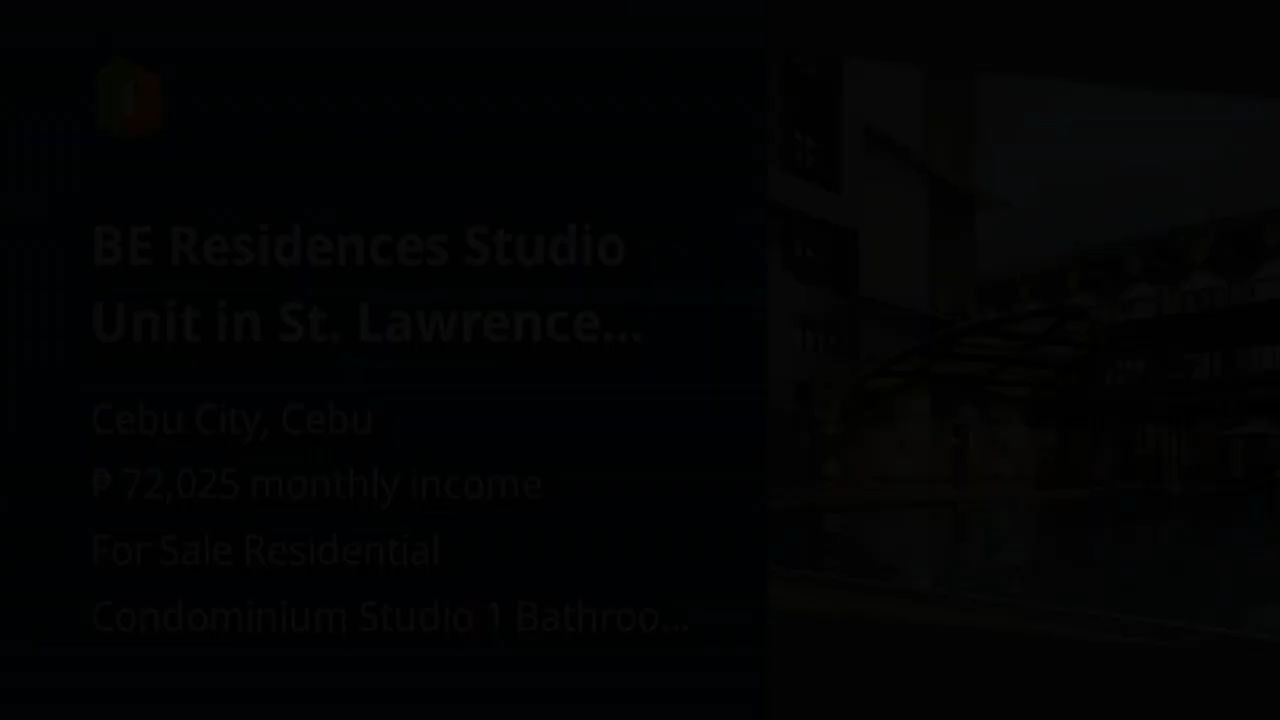 BE Residences Studio
Unit in St. Lawrence...
Cebu City, Cebu
₱ 72,025 monthly income
For Sale Residential
Condominium Studio 1 Bathroo...